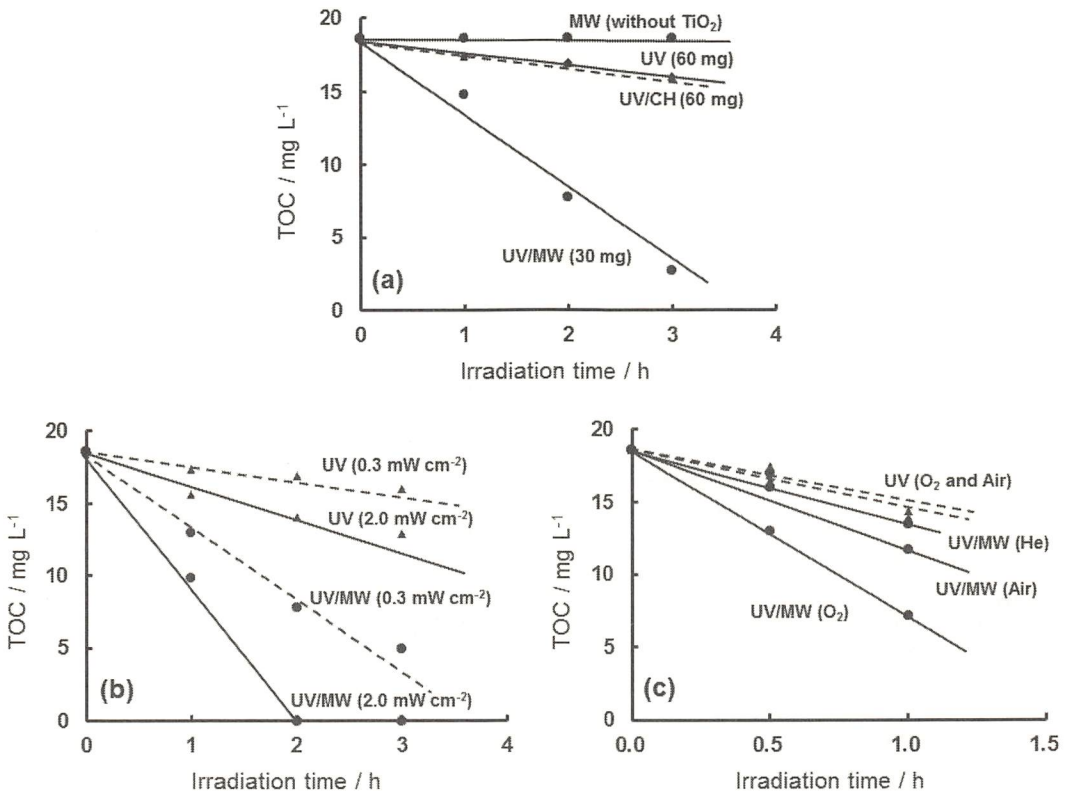 20
15
10
5
0
TOC / mg L⁻¹
MW (without TiO₂)
UV (60 mg)
UV/CH (60 mg)
UV/MW (30 mg)
(a)
0 1 2 3 4
Irradiation time / h
20
15
10
5
0
TOC / mg L⁻¹
UV (0.3 mW cm⁻²)
UV (2.0 mW cm⁻²)
UV/MW (0.3 mW cm⁻²)
UV/MW (2.0 mW cm⁻²)
(b)
0 1 2 3 4
Irradiation time / h
20
15
10
5
0
TOC / mg L⁻¹
UV (O₂ and Air)
UV/MW (He)
UV/MW (Air)
UV/MW (O₂)
(c)
0.0 0.5 1.0 1.5
Irradiation time / h